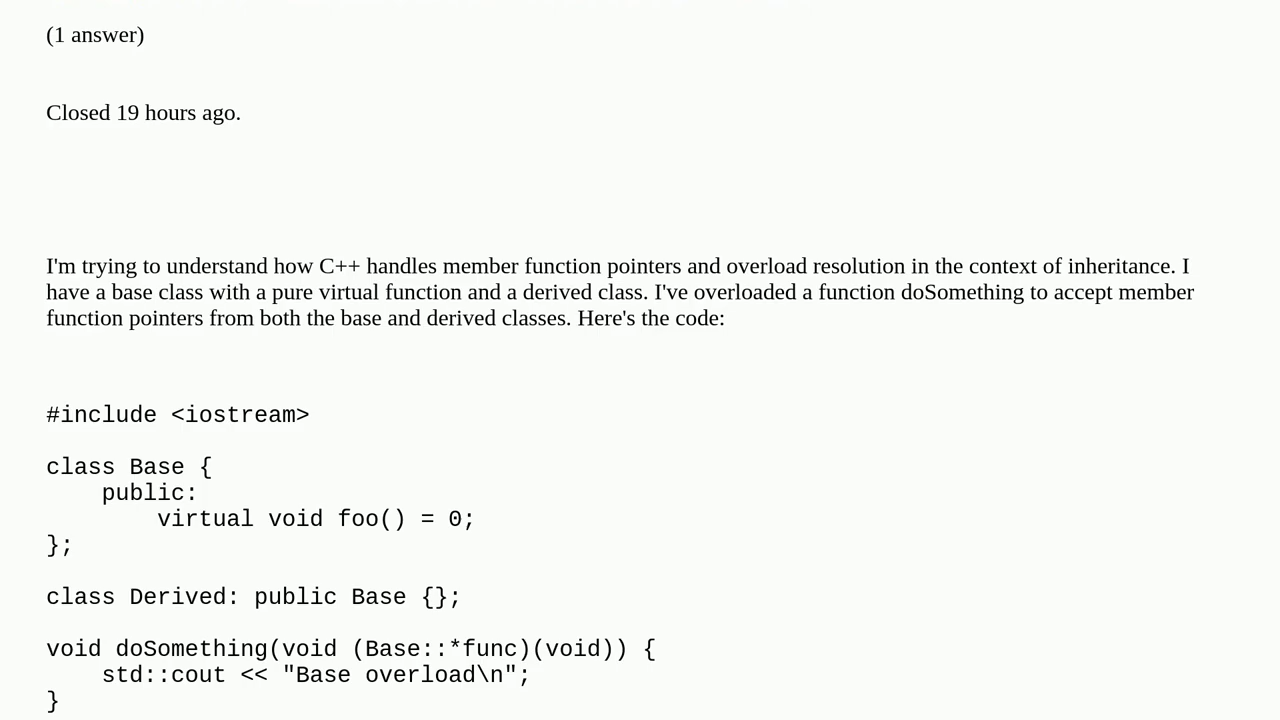 (1 answer)
Closed 19 hours ago.
I'm trying to understand how C++ handles member function pointers and overload resolution in the context of inheritance. I
have a base class with a pure virtual function and a derived class. I've overloaded a function doSomething to accept member
function pointers from both the base and derived classes. Here's the code:
#include <iostream>
class Base {
    public:
        virtual void foo() = 0;
};
class Derived: public Base {};
void doSomething(void (Base::*func)(void)) {
    std::cout << "Base overload\n";
}